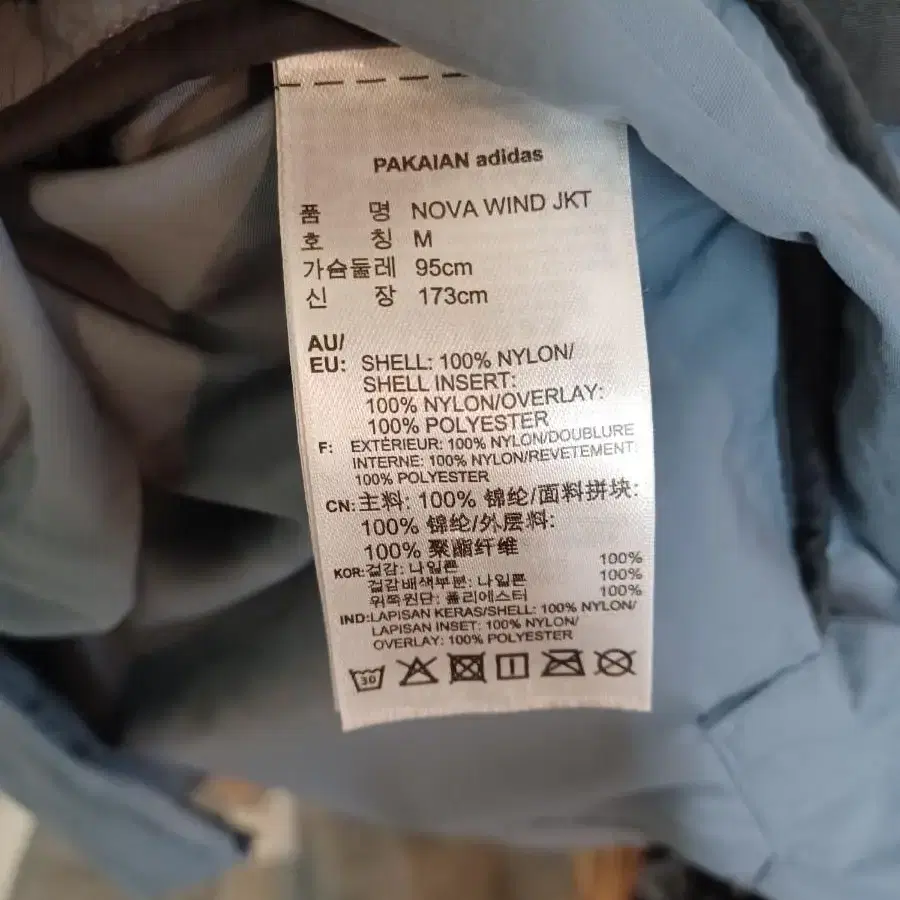 PAKAIAN adidas
품 명 NOVA WIND JKT
호 칭 M
가슴둘레 95cm
신 장 173cm
AU/
EU: SHELL: 100% NYLON/
SHELL INSERT:
100% NYLON/OVERLAY:
100% POLYESTER
F: EXTÉRIEUR: 100% NYLON/DOUBLURE
INTERNE: 100% NYLON/REVETEMENT:
100% POLYESTER
CN: 主料: 100% 锦纶/面料拼块:
100% 锦纶/外层料:
100% 聚酯纤维
KOR: 겉감: 나일론 100%
겉감배색부분: 나일론 100%
위쪽원단: 폴리에스터 100%
IND: LAPISAN KERAS/SHELL: 100% NYLON/
LAPISAN INSET: 100% NYLON/
OVERLAY: 100% POLYESTER
30